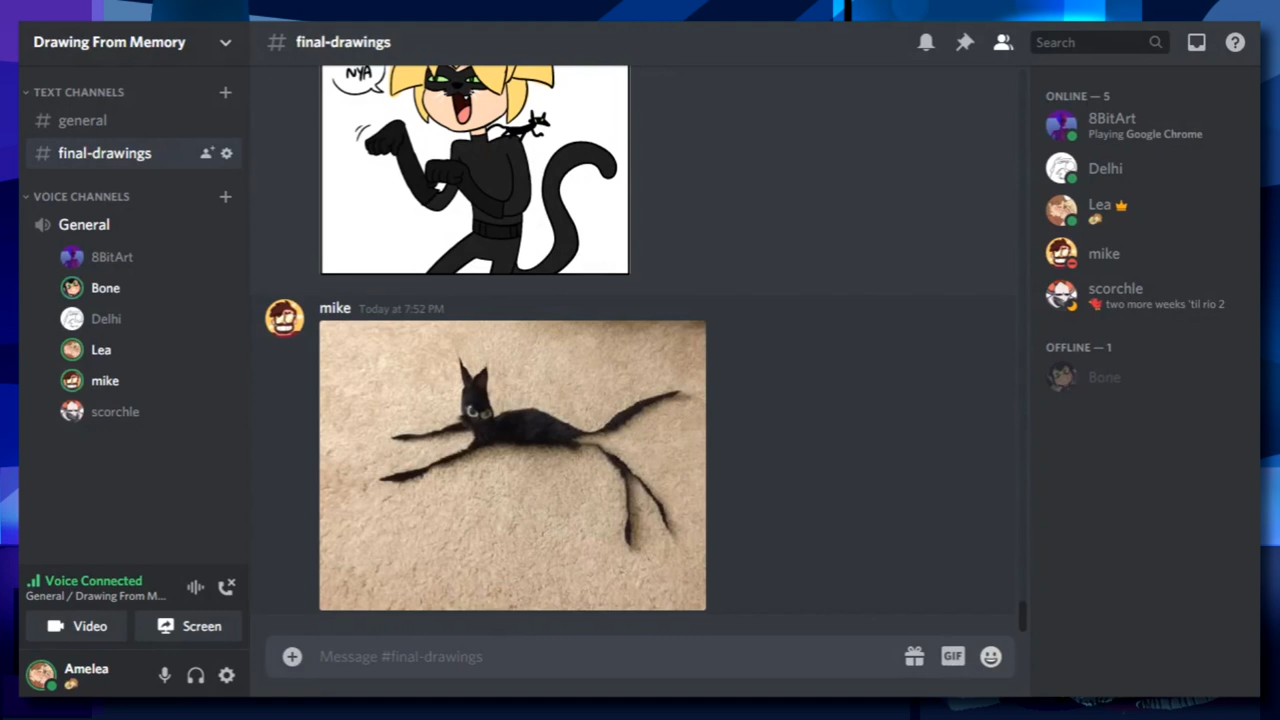 Drawing From Memory
TEXT CHANNELS
general
final-drawings
VOICE CHANNELS
General
8BitArt
Bone
Delhi
Lea
mike
scorchle
Voice Connected
General / Drawing From M...
Video
Screen
Amelea
final-drawings
Search
NYA
mike Today at 7:52 PM
Message #final-drawings
GIF
ONLINE — 5
8BitArt
Playing Google Chrome
Delhi
Lea
mike
scorchle
two more weeks 'til rio 2
OFFLINE — 1
Bone